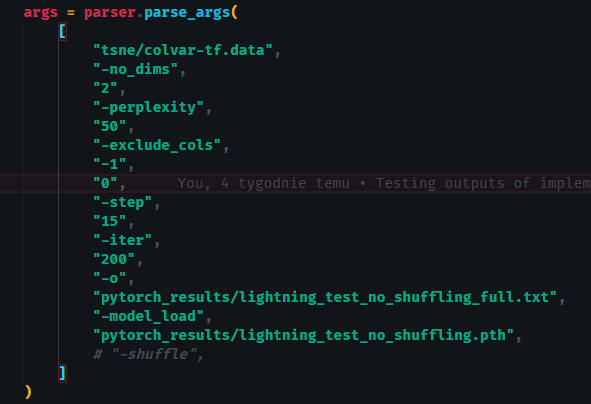 args = parser.parse_args(
[
"tsne/colvar-tf.data",
"-no_dims",
"2",
"-perplexity",
"50",
"-exclude_cols",
"-1",
"0", You, 4 tygodnie temu • Testing outputs of implem
"-step",
"15",
"-iter",
"200",
"-o",
"pytorch_results/lightning_test_no_shuffling_full.txt",
"-model_load",
"pytorch_results/lightning_test_no_shuffling.pth",
# "-shuffle",
]
)